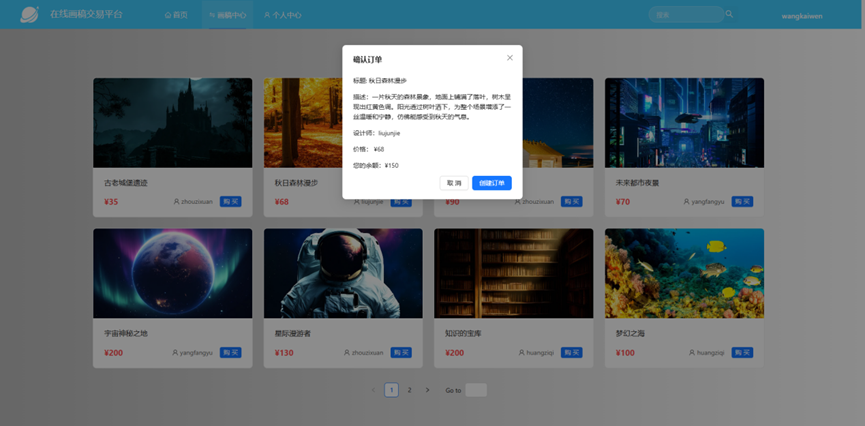 在线画稿交易平台
首页
画稿中心
个人中心
搜索
wangkaiwen
确认订单
标题: 秋日森林漫步
描述：一片秋天的森林景象，地面上铺满了落叶，树木呈
现出红黄色调。阳光透过树叶洒下，为整个场景增添了一
丝温暖和宁静，仿佛能感受到秋天的气息。
设计师：liujunjie
价格： ¥68
您的余额：¥150
取 消
创建订单
古老城堡遗迹
¥35
zhouzixuan
购 买
秋日森林漫步
¥68
liujunjie
购 买
¥90
zhouzixuan
购 买
未来都市夜景
¥70
yangfangyu
购 买
宇宙神秘之地
¥200
yangfangyu
购 买
星际漫游者
¥130
zhouzixuan
购 买
知识的宝库
¥200
huangziqi
购 买
梦幻之海
¥100
huangziqi
购 买
1
2
Go to